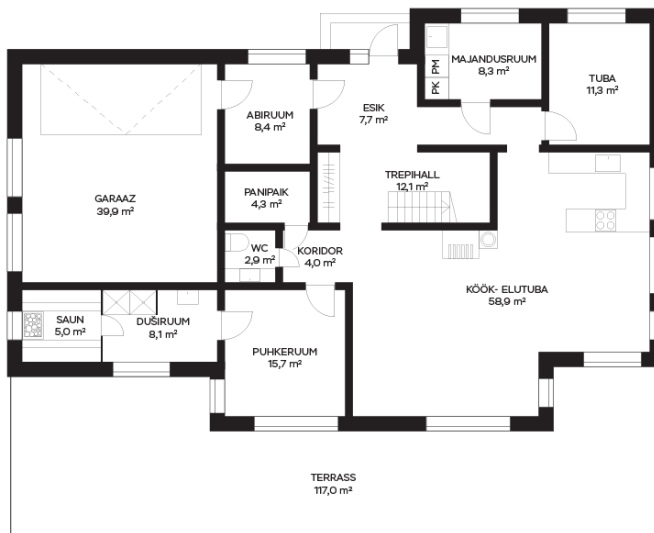 MAJANDUSRUUM
8,3 m²
PK PM
TUBA
11,3 m²
ESIK
7,7 m²
ABIRUUM
8,4 m²
TREPIHALL
12,1 m²
GARAAZ
39,9 m²
PANIPAIK
4,3 m²
WC
2,9 m²
KORIDOR
4,0 m²
KÖÖK- ELUTUBA
58,9 m²
SAUN
5,0 m²
DUŠIRUUM
8,1 m²
PUHKERUUM
15,7 m²
TERRASS
117,0 m²